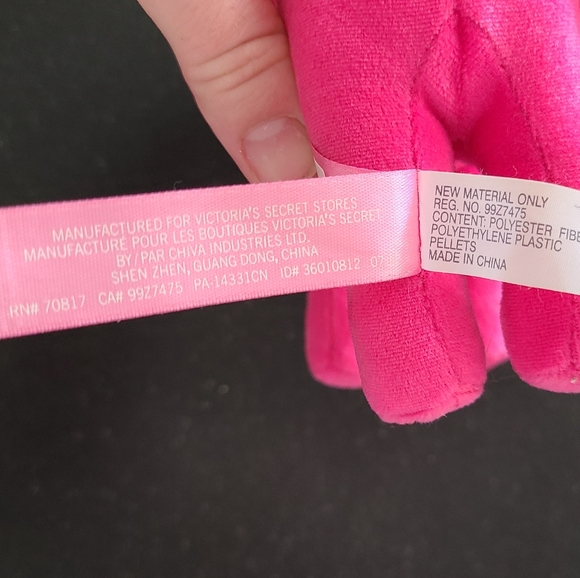 MANUFACTURED FOR VICTORIA'S SECRET STORES
MANUFACTURÉ POUR LES BOUTIQUES VICTORIA'S SECRET
BY/PAR CHIVA INDUSTRIES LTD.
SHEN ZHEN, GUANG DONG, CHINA
RN# 70817 CA# 99Z7475 PA-14331CN ID# 36010812
NEW MATERIAL ONLY
REG. NO. 99Z7475
CONTENT: POLYESTER FIBE
POLYETHYLENE PLASTIC
PELLETS
MADE IN CHINA